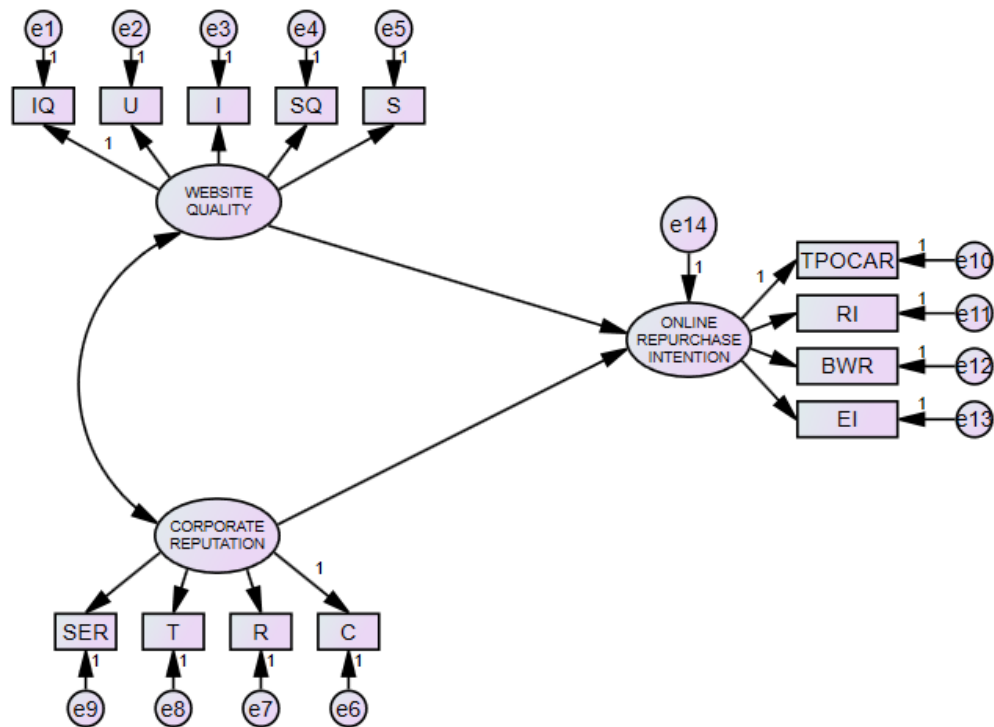 e1 e2 e3 e4 e5
1 1 1 1 1
IQ U I SQ S
1
WEBSITE
QUALITY
e14
1
1
TPOCAR
1
e10
RI
1
e11
ONLINE
REPURCHASE
INTENTION
BWR
1
e12
EI
1
e13
CORPORATE
REPUTATION
1
SER T R C
1 1 1 1
e9 e8 e7 e6